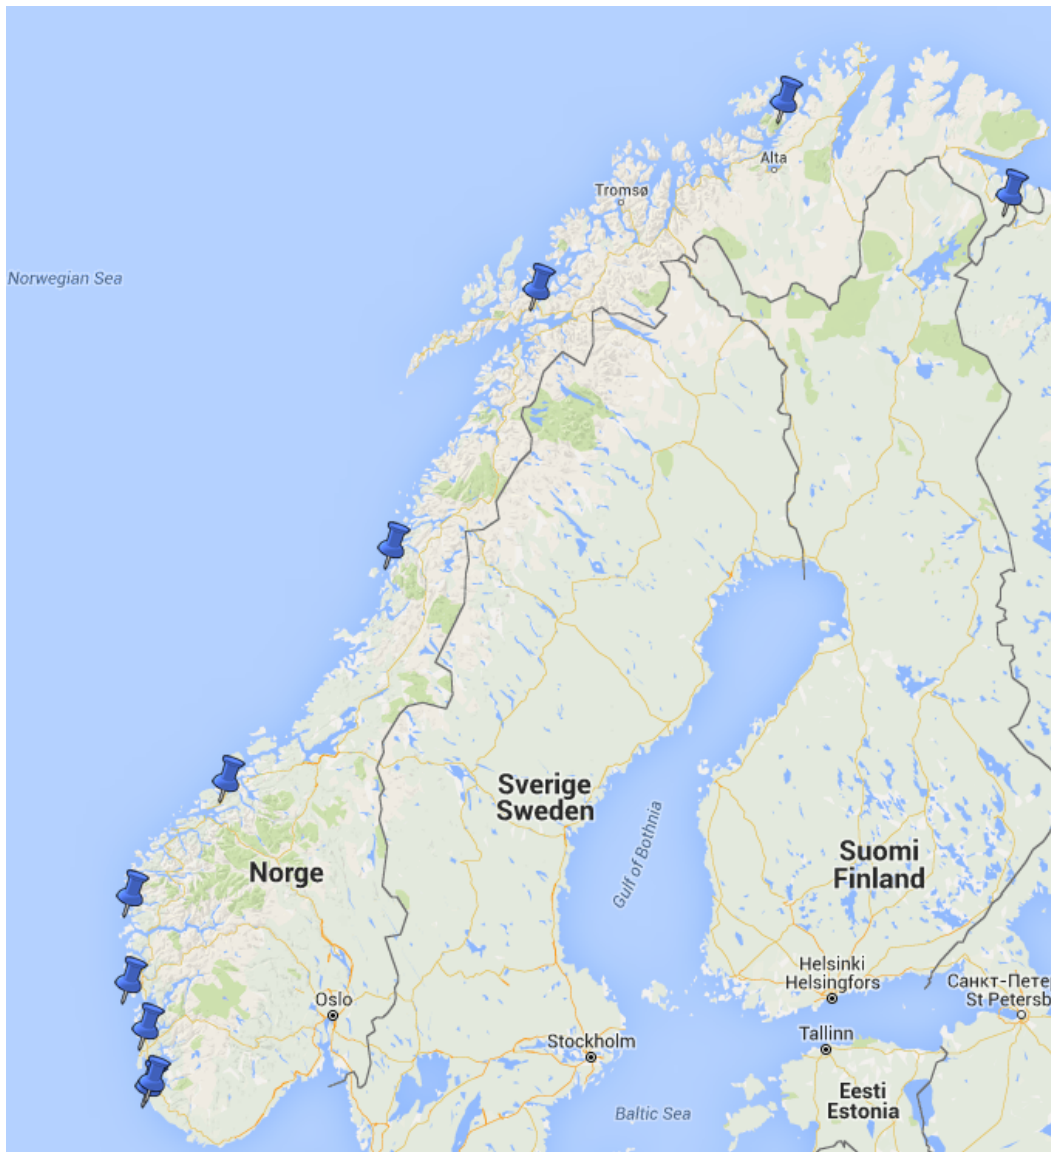 Alta
Tromsø
Norwegian Sea
Sverige
Sweden
Gulf of Bothnia
Norge
Suomi
Finland
Helsinki
Helsingfors
Санкт-Пете
St Petersb
Oslo
Stockholm
Tallinn
Eesti
Estonia
Baltic Sea